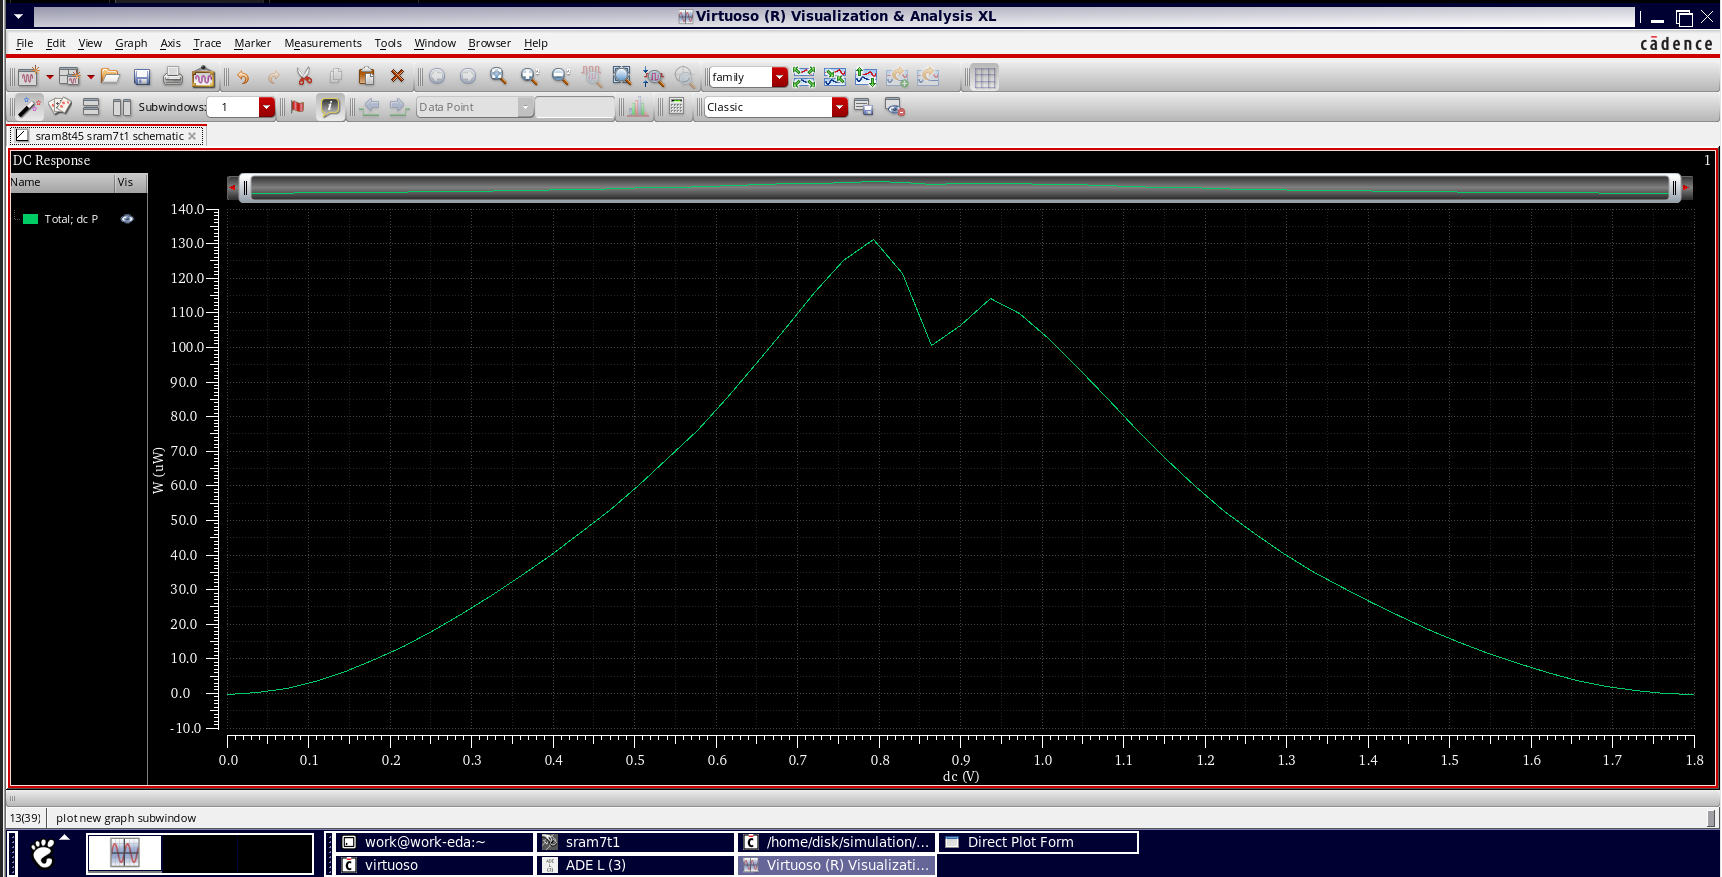 Virtuoso (R) Visualization & Analysis XL
File Edit View Graph Axis Trace Marker Measurements Tools Window Browser Help
cādence
family
Subwindows: 1
Data Point
Classic
sram8t45 sram7t1 schematic
DC Response
1
Name Vis
Total; dc P
140.0
130.0
120.0
110.0
100.0
90.0
80.0
70.0
60.0
50.0
40.0
30.0
20.0
10.0
0.0
-10.0
W (uW)
0.0 0.1 0.2 0.3 0.4 0.5 0.6 0.7 0.8 0.9 1.0 1.1 1.2 1.3 1.4 1.5 1.6 1.7 1.8
dc (V)
13(39) plot new graph subwindow
work@work-eda:~ sram7t1 /home/disk/simulation/... Direct Plot Form
virtuoso ADE L (3) Virtuoso (R) Visualizati...